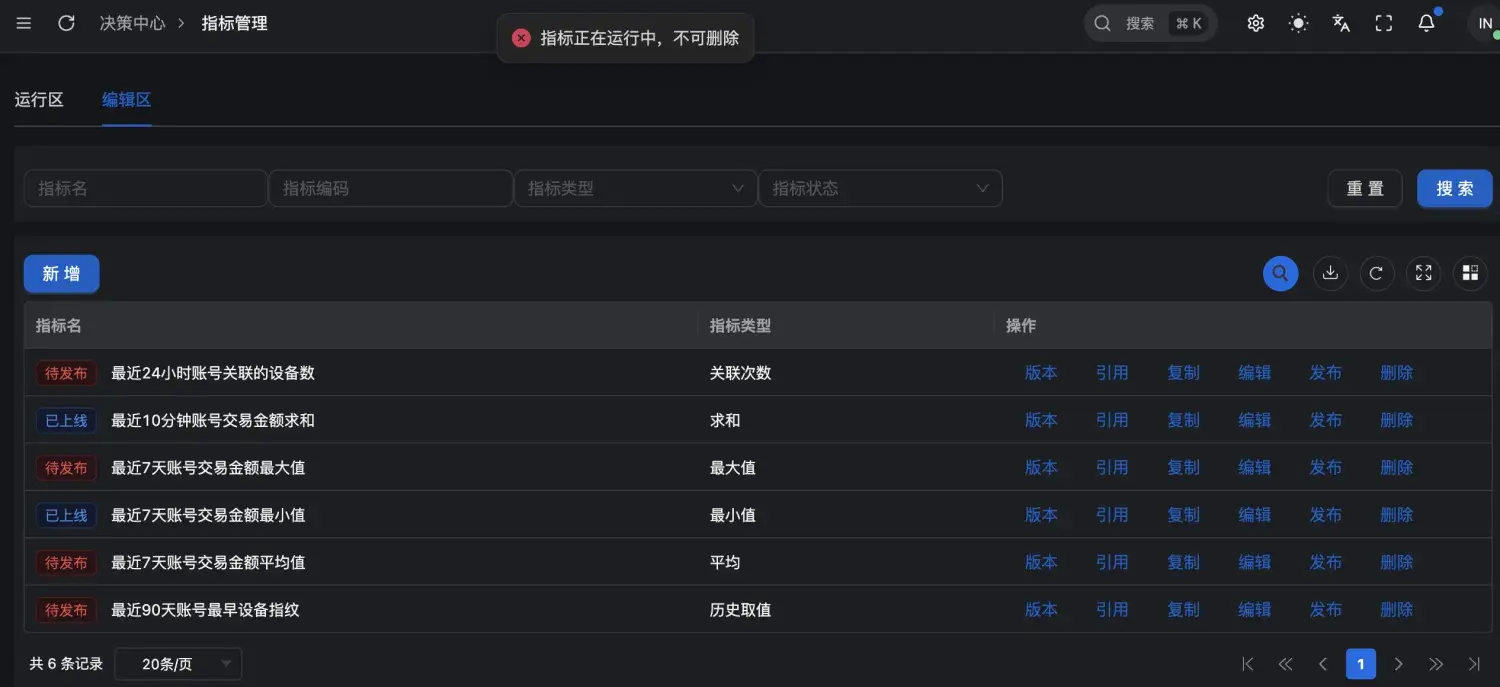 决策中心 > 指标管理
指标正在运行中，不可删除
搜索 ⌘ K
IN
运行区 编辑区
指标名 指标编码 指标类型 指标状态 重 置 搜 索
新 增
指标名 指标类型 操作
待发布 最近24小时账号关联的设备数 关联次数 版本 引用 复制 编辑 发布 删除
已上线 最近10分钟账号交易金额求和 求和 版本 引用 复制 编辑 发布 删除
待发布 最近7天账号交易金额最大值 最大值 版本 引用 复制 编辑 发布 删除
已上线 最近7天账号交易金额最小值 最小值 版本 引用 复制 编辑 发布 删除
待发布 最近7天账号交易金额平均值 平均 版本 引用 复制 编辑 发布 删除
待发布 最近90天账号最早设备指纹 历史取值 版本 引用 复制 编辑 发布 删除
共 6 条记录 20条/页 1